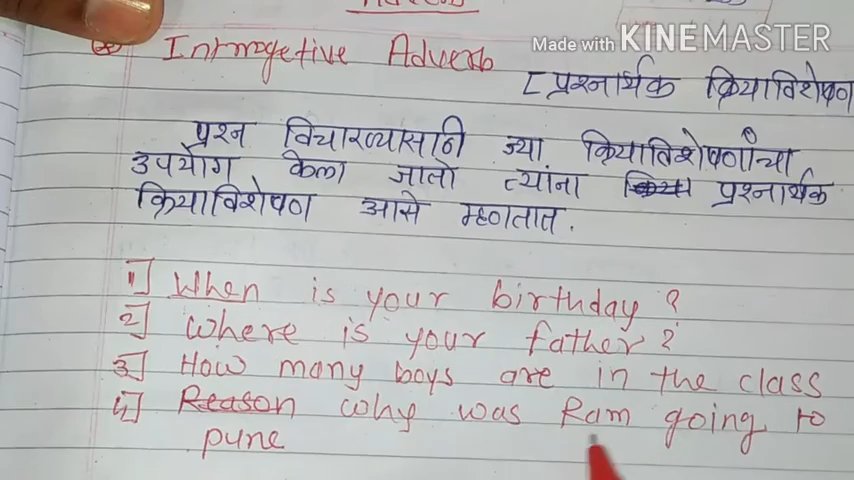 Made with KINEMASTER
Introgetive Adverb
[प्रश्नार्थक क्रियाविशेषण
प्रश्न विचारण्यासाठी ज्या क्रियाविशेषणांचा
उपयोग केला जातो त्यांना प्रश्नार्थक
क्रियाविशेषण आसे म्हणतात.
1] When is your birthday ?
2] Where is your father ?
3] How many boys are in the class
4] Reason why was Ram going to
pune